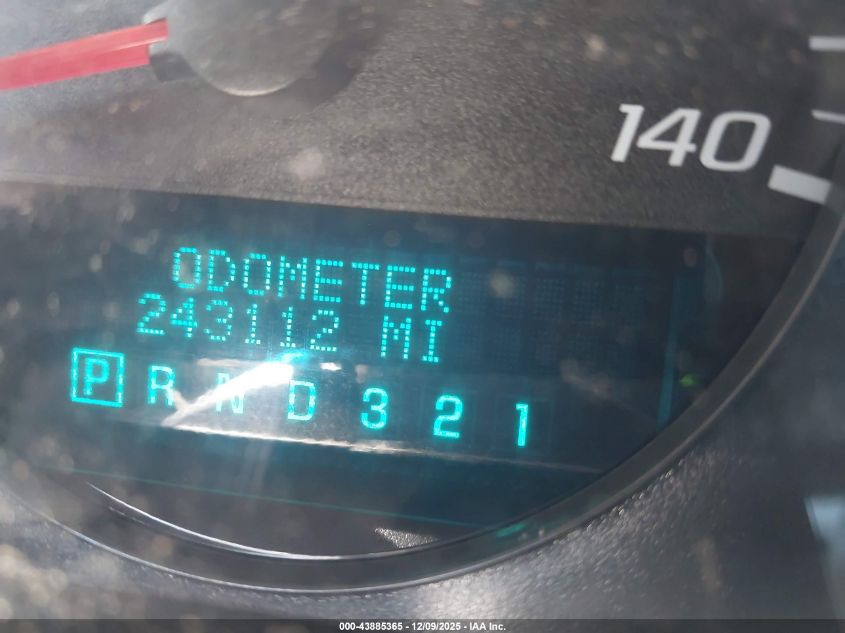 140
ODOMETER
243112 MI
P R N D 3 2 1
000-43885365 - 12/09/2025 - IAA Inc.